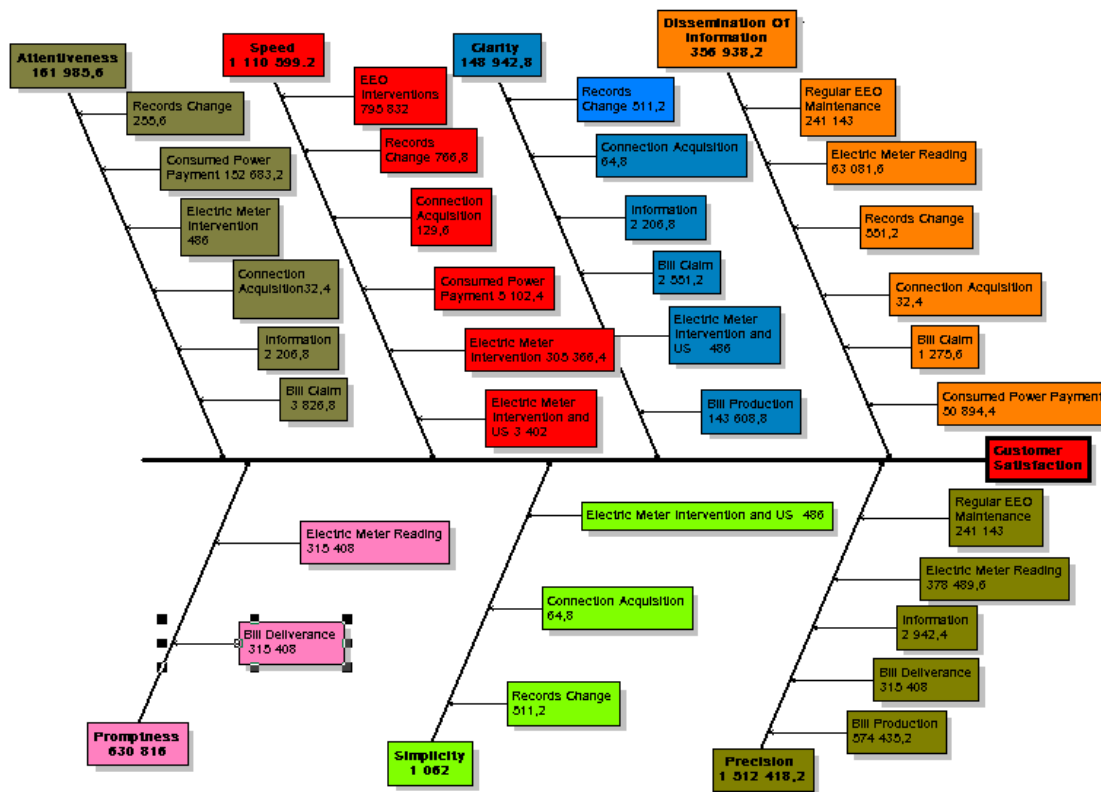 Attentiveness
161 985,6
Records Change
255,6
Consumed Power
Payment 152 683,2
Electric Meter
Intervention
486
Connection
Acquisition32,4
Information
2 206,8
Bill Claim
3 826,8
Speed
1 110 599.2
EEO
Interventions
795 832
Records
Change 766,8
Connection
Acquisition
129,6
Consumed Power
Payment 5 102,4
Electric Meter
Intervention 305 366,4
Electric Meter
Intervention and
US 3 402
Clarity
148 942,8
Records
Change 511,2
Connection Acquisition
64,8
Information
2 206,8
Bill Claim
2 551,2
Electric Meter
Intervention and
US 486
Bill Production
143 608,8
Dissemination Of
Information
356 938,2
Regular EEO
Maintenance
241 143
Electric Meter Reading
63 081,6
Records Change
551,2
Connection Acquisition
32,4
Bill Claim
1 275,6
Consumed Power Payment
50 894,4
Customer
Satisfaction
Electric Meter Reading
315 408
Bill Deliverance
315 408
Promptness
630 816
Electric Meter Intervention and US 486
Connection Acquisition
64,8
Records Change
511,2
Simplicity
1 062
Regular EEO
Maintenance
241 143
Electric Meter Reading
378 489,6
Information
2 942,4
Bill Deliverance
315 408
Bill Production
574 435,2
Precision
1 512 418,2